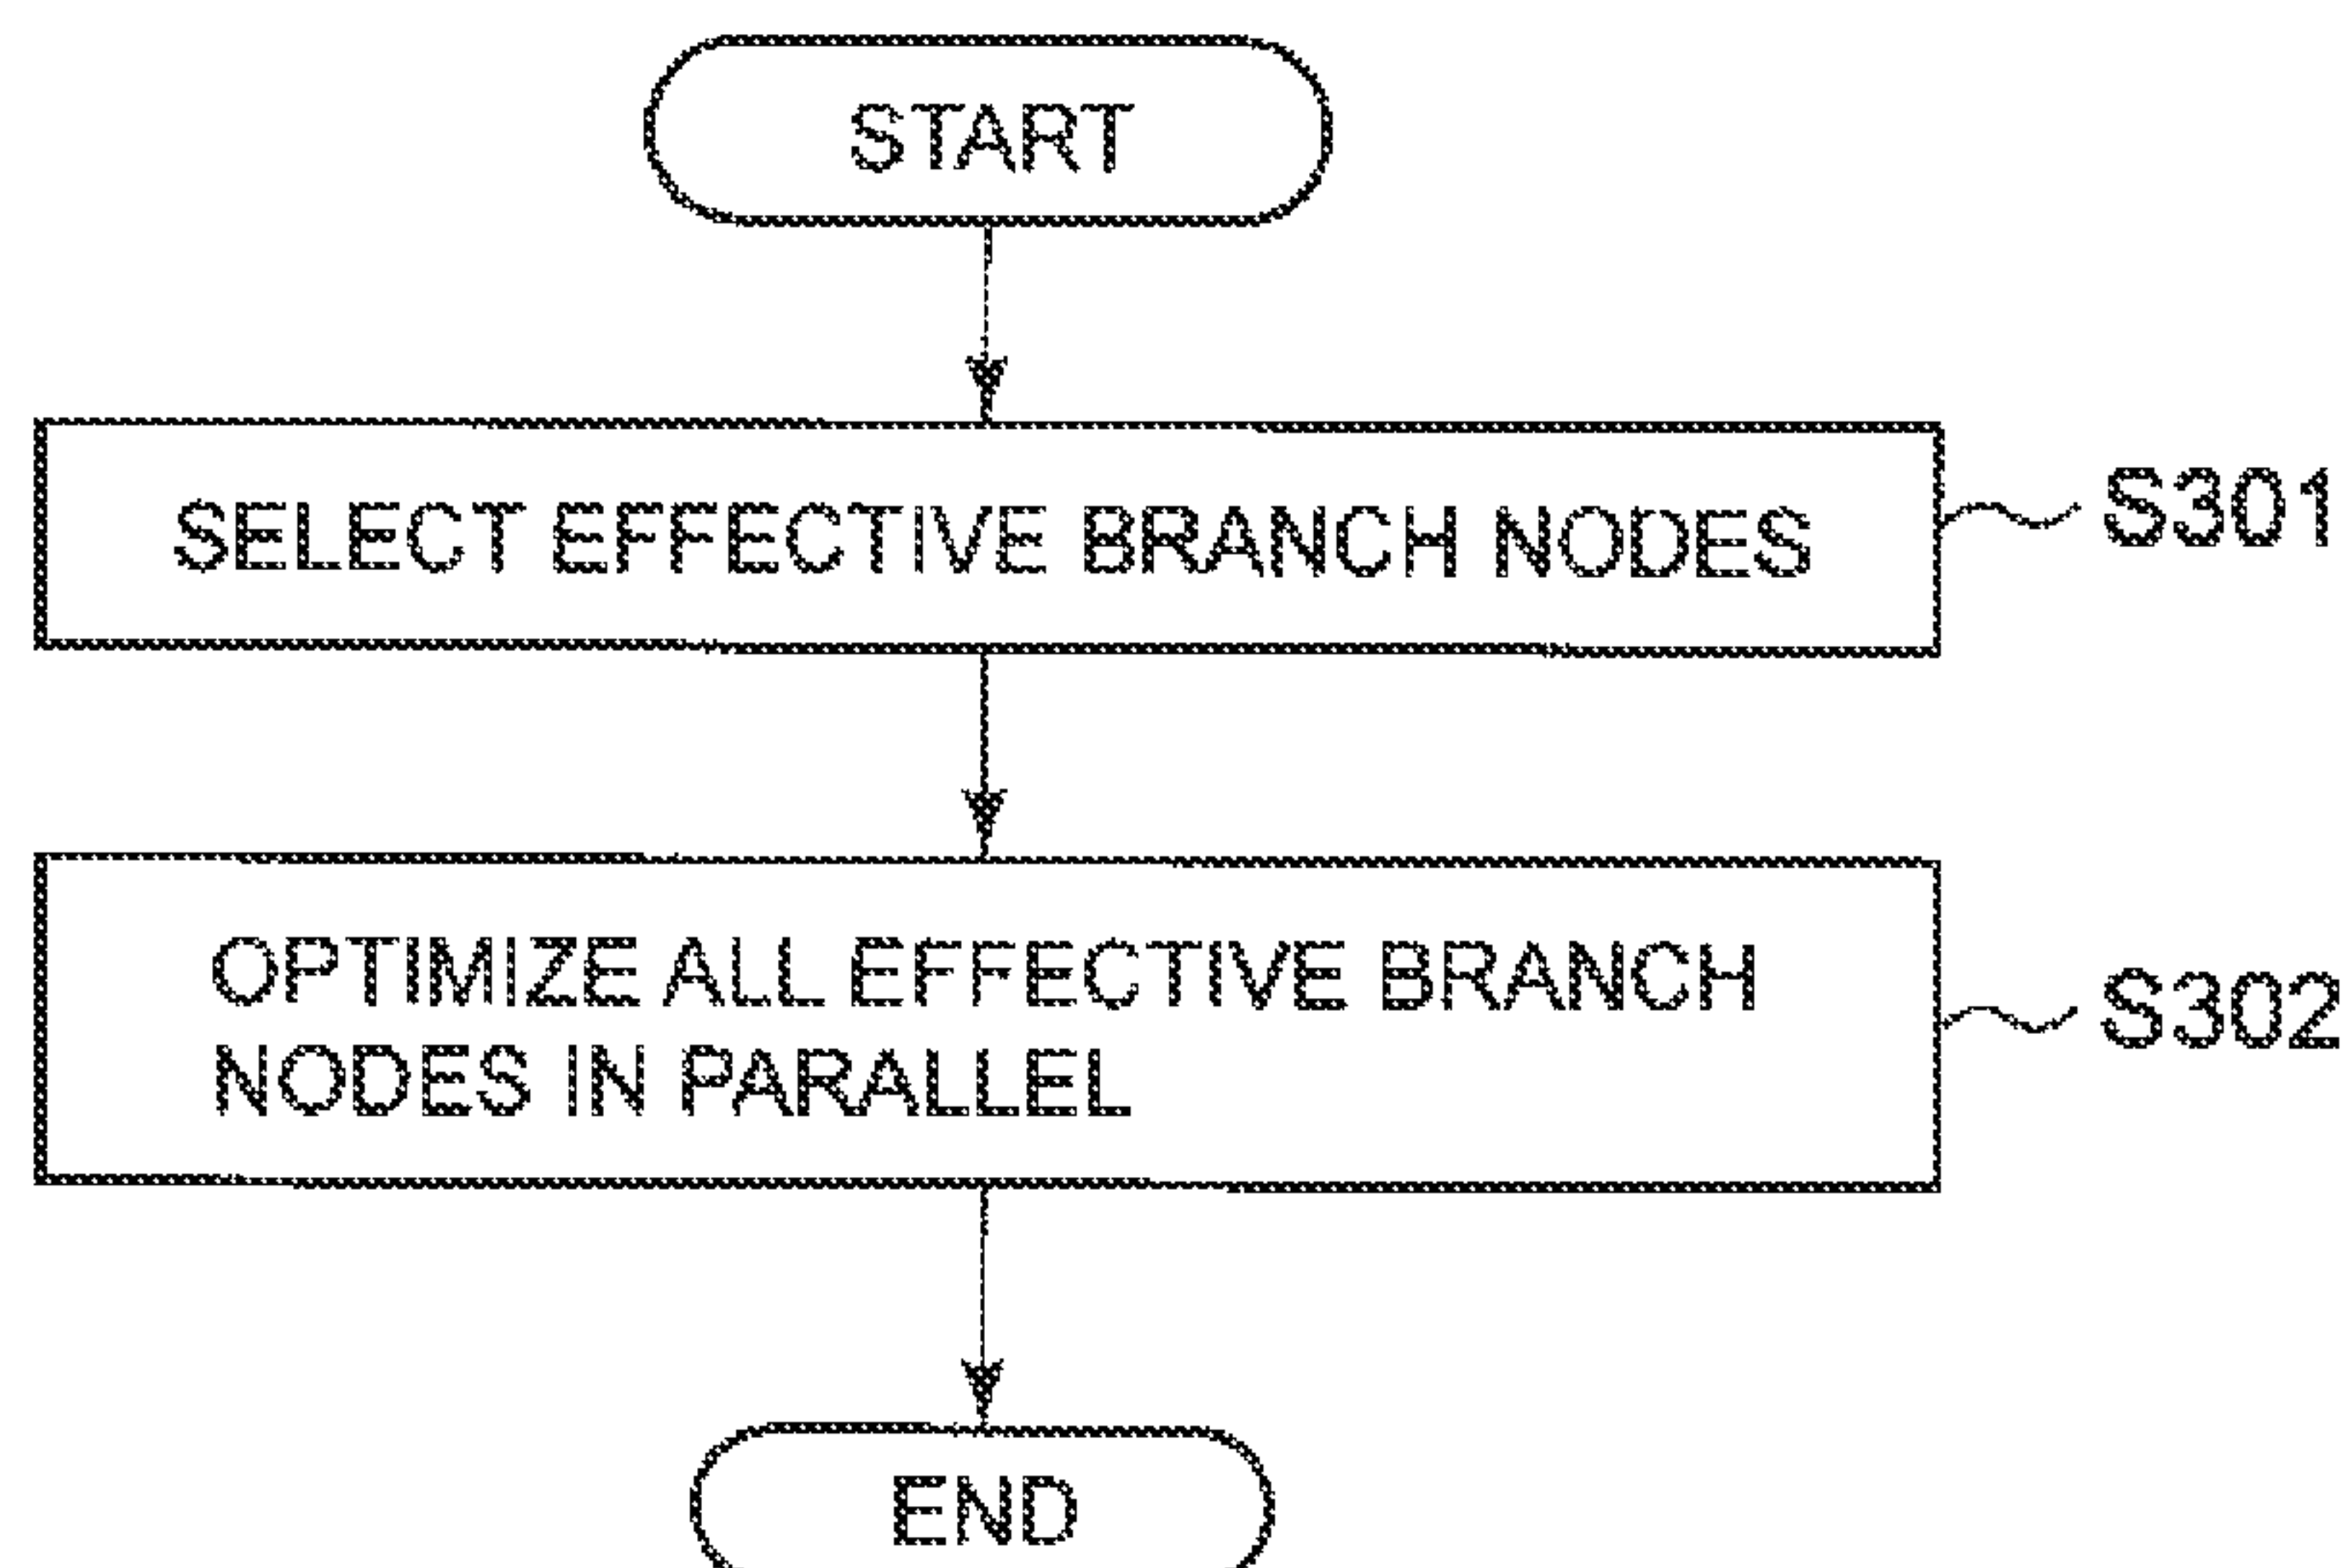 START
SELECT EFFECTIVE BRANCH NODES
S301
OPTIMIZE ALL EFFECTIVE BRANCH
NODES IN PARALLEL
S302
END